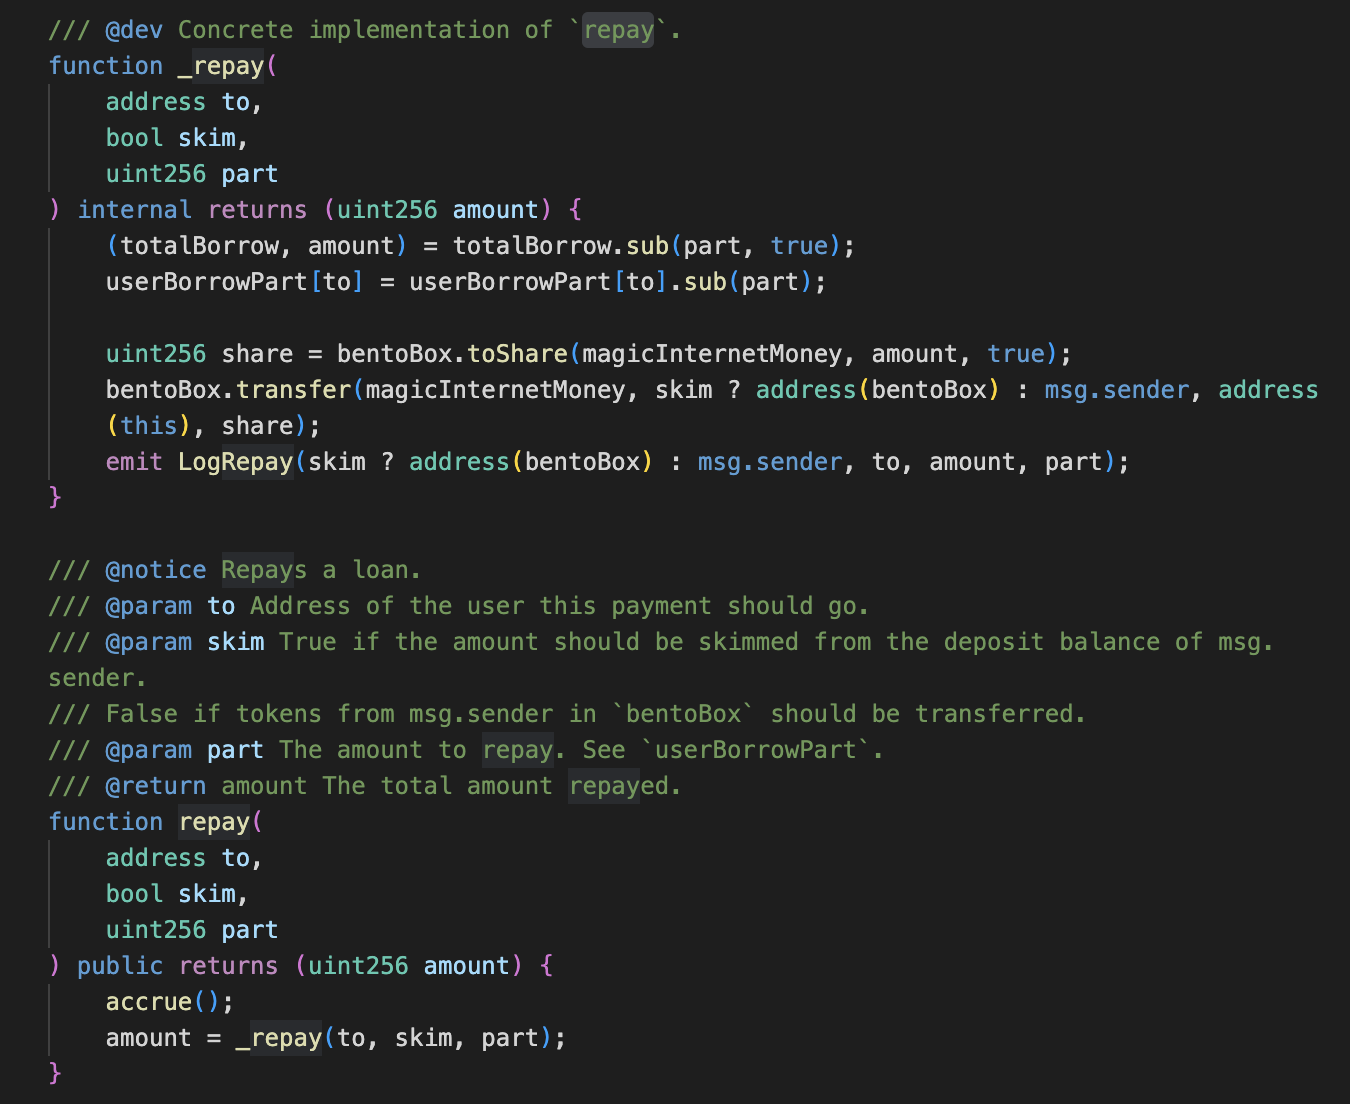 /// @dev Concrete implementation of `repay`.
function _repay(
    address to,
    bool skim,
    uint256 part
) internal returns (uint256 amount) {
    (totalBorrow, amount) = totalBorrow.sub(part, true);
    userBorrowPart[to] = userBorrowPart[to].sub(part);

    uint256 share = bentoBox.toShare(magicInternetMoney, amount, true);
    bentoBox.transfer(magicInternetMoney, skim ? address(bentoBox) : msg.sender, address
    (this), share);
    emit LogRepay(skim ? address(bentoBox) : msg.sender, to, amount, part);
}

/// @notice Repays a loan.
/// @param to Address of the user this payment should go.
/// @param skim True if the amount should be skimmed from the deposit balance of msg.
sender.
/// False if tokens from msg.sender in `bentoBox` should be transferred.
/// @param part The amount to repay. See `userBorrowPart`.
/// @return amount The total amount repayed.
function repay(
    address to,
    bool skim,
    uint256 part
) public returns (uint256 amount) {
    accrue();
    amount = _repay(to, skim, part);
}